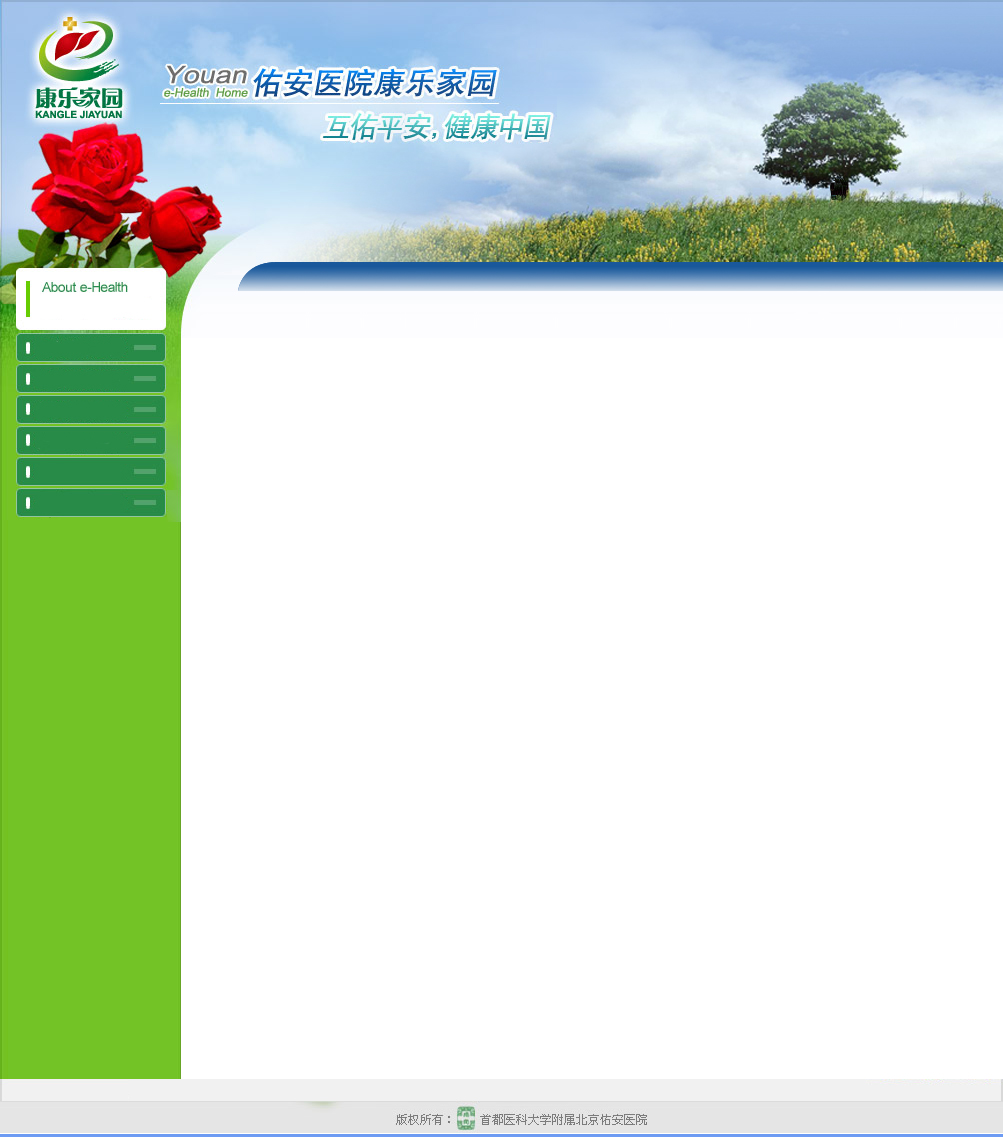 康乐家园
KANGLE JIAYUAN
Youan
e-Health Home
佑安医院康乐家园
互佑平安,健康中国
About e-Health
版权所有：首都医科大学附属北京佑安医院